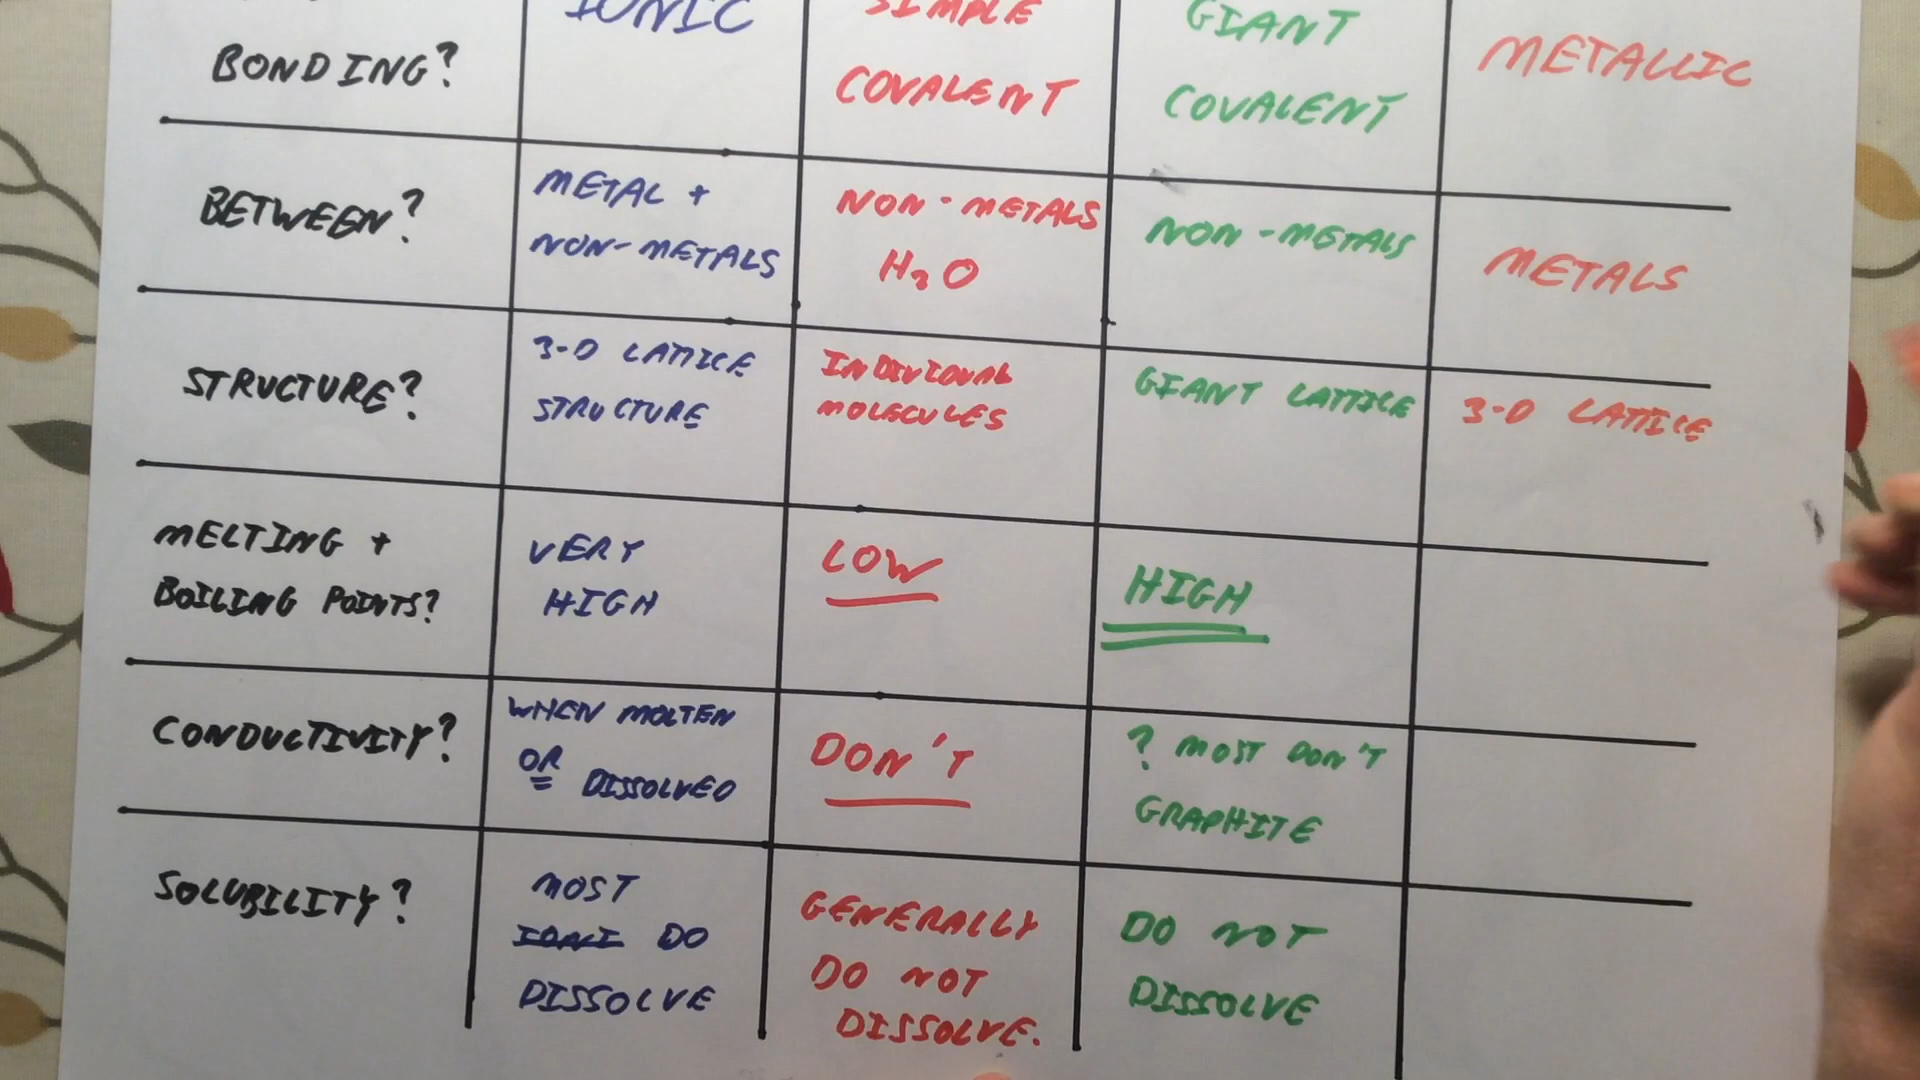 BONDING?
IONIC
SIMPLE
COVALENT
GIANT
COVALENT
METALLIC
BETWEEN?
METAL +
NON-METALS
NON-METALS
H2O
NON-METALS
METALS
STRUCTURE?
3-D LATTICE
STRUCTURE
INDIVIDUAL
MOLECULES
GIANT LATTICE
3-D LATTICE
MELTING +
BOILING POINTS?
VERY
HIGH
LOW
HIGH
CONDUCTIVITY?
WHEN MOLTEN
OR DISSOLVED
DON'T
? MOST DON'T
GRAPHITE
SOLUBILITY?
MOST
DO
DISSOLVE
GENERALLY
DO NOT
DISSOLVE.
DO NOT
DISSOLVE